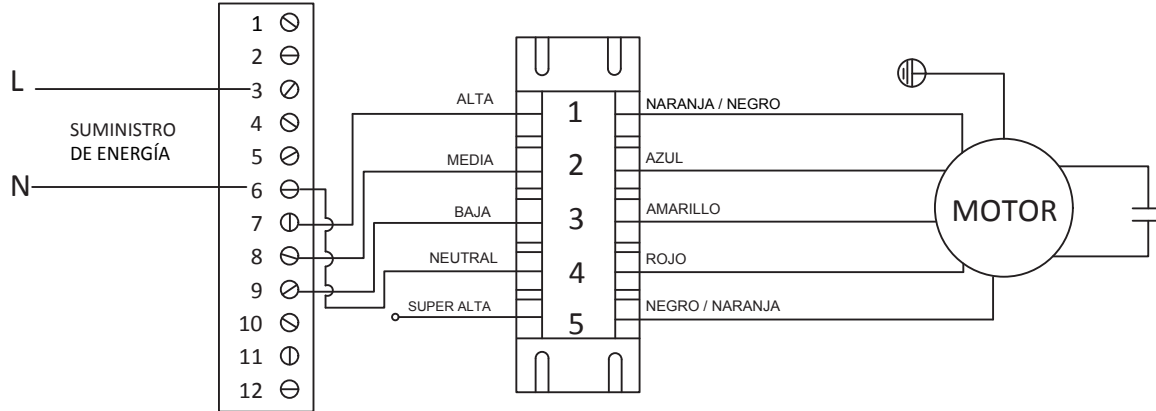 L
N
SUMINISTRO
DE ENERGÍA
1
2
3
4
5
6
7
8
9
10
11
12
ALTA
MEDIA
BAJA
NEUTRAL
SUPER ALTA
1
2
3
4
5
NARANJA / NEGRO
AZUL
AMARILLO
ROJO
NEGRO / NARANJA
MOTOR